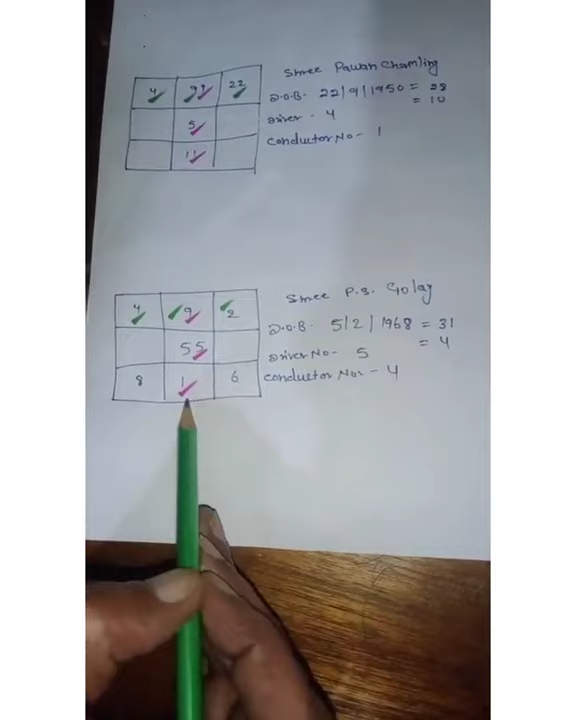 Shree Pawan Chamling
4 99 22
D.O.B- 22/9/1950 = 28
= 10
5
Driver - 4
Conductor No- 1
11
Shree P.S. Golay
4 9 2
D.O.B- 5/2/1968 = 31
= 4
55
Driver No- 5
8 1 6
Conductor No:- 4